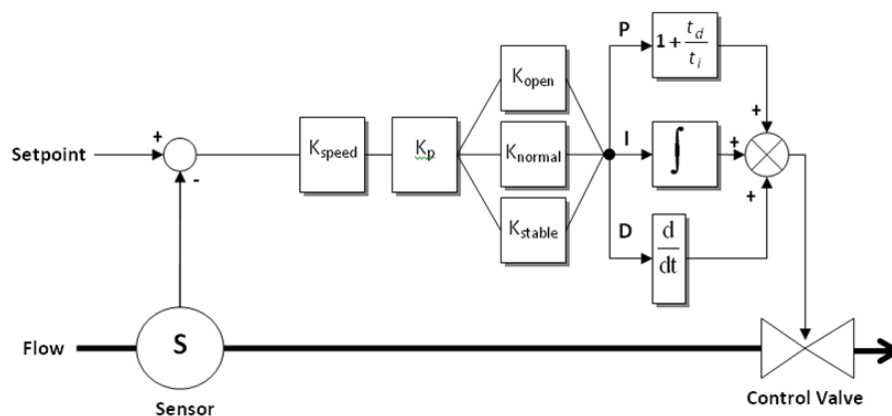 P
1 + t_d / t_i
+
K_open
+
Setpoint
K_speed
K_p
K_normal
I
∫
+
-
K_stable
+
D
d/dt
Flow
S
Sensor
Control Valve